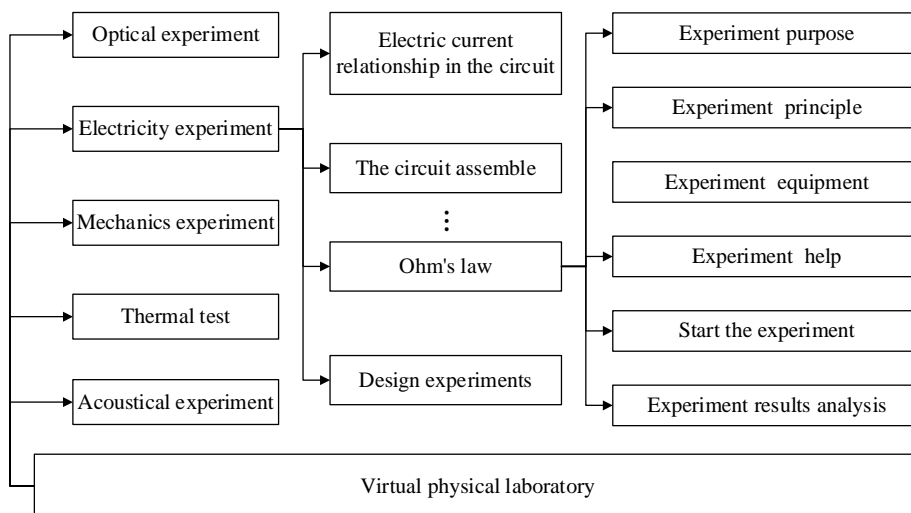 Optical experiment
Electricity experiment
Mechanics experiment
Thermal test
Acoustical experiment
Electric current
relationship in the circuit
The circuit assemble
Ohm's law
Design experiments
Experiment purpose
Experiment principle
Experiment equipment
Experiment help
Start the experiment
Experiment results analysis
Virtual physical laboratory